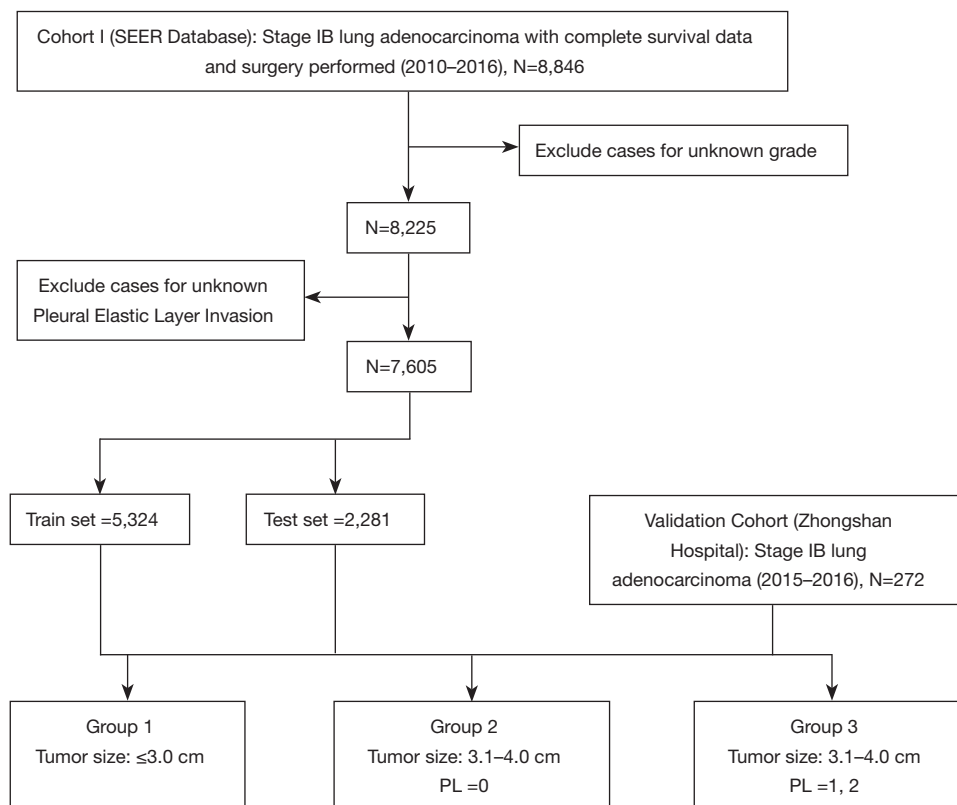 Cohort I (SEER Database): Stage IB lung adenocarcinoma with complete survival data
and surgery performed (2010–2016), N=8,846
Exclude cases for unknown grade
N=8,225
Exclude cases for unknown
Pleural Elastic Layer Invasion
N=7,605
Train set =5,324
Test set =2,281
Validation Cohort (Zhongshan
Hospital): Stage IB lung
adenocarcinoma (2015–2016), N=272
Group 1
Tumor size: ≤3.0 cm
Group 2
Tumor size: 3.1–4.0 cm
PL =0
Group 3
Tumor size: 3.1–4.0 cm
PL =1, 2